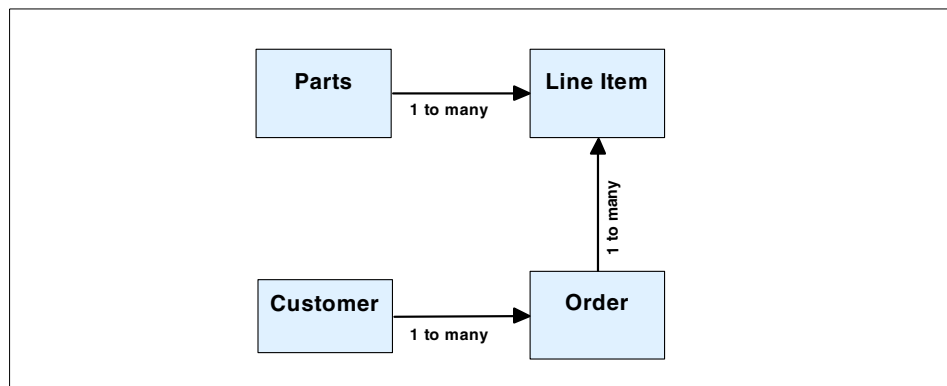 Parts
Line Item
1 to many
1 to many
Customer
Order
1 to many